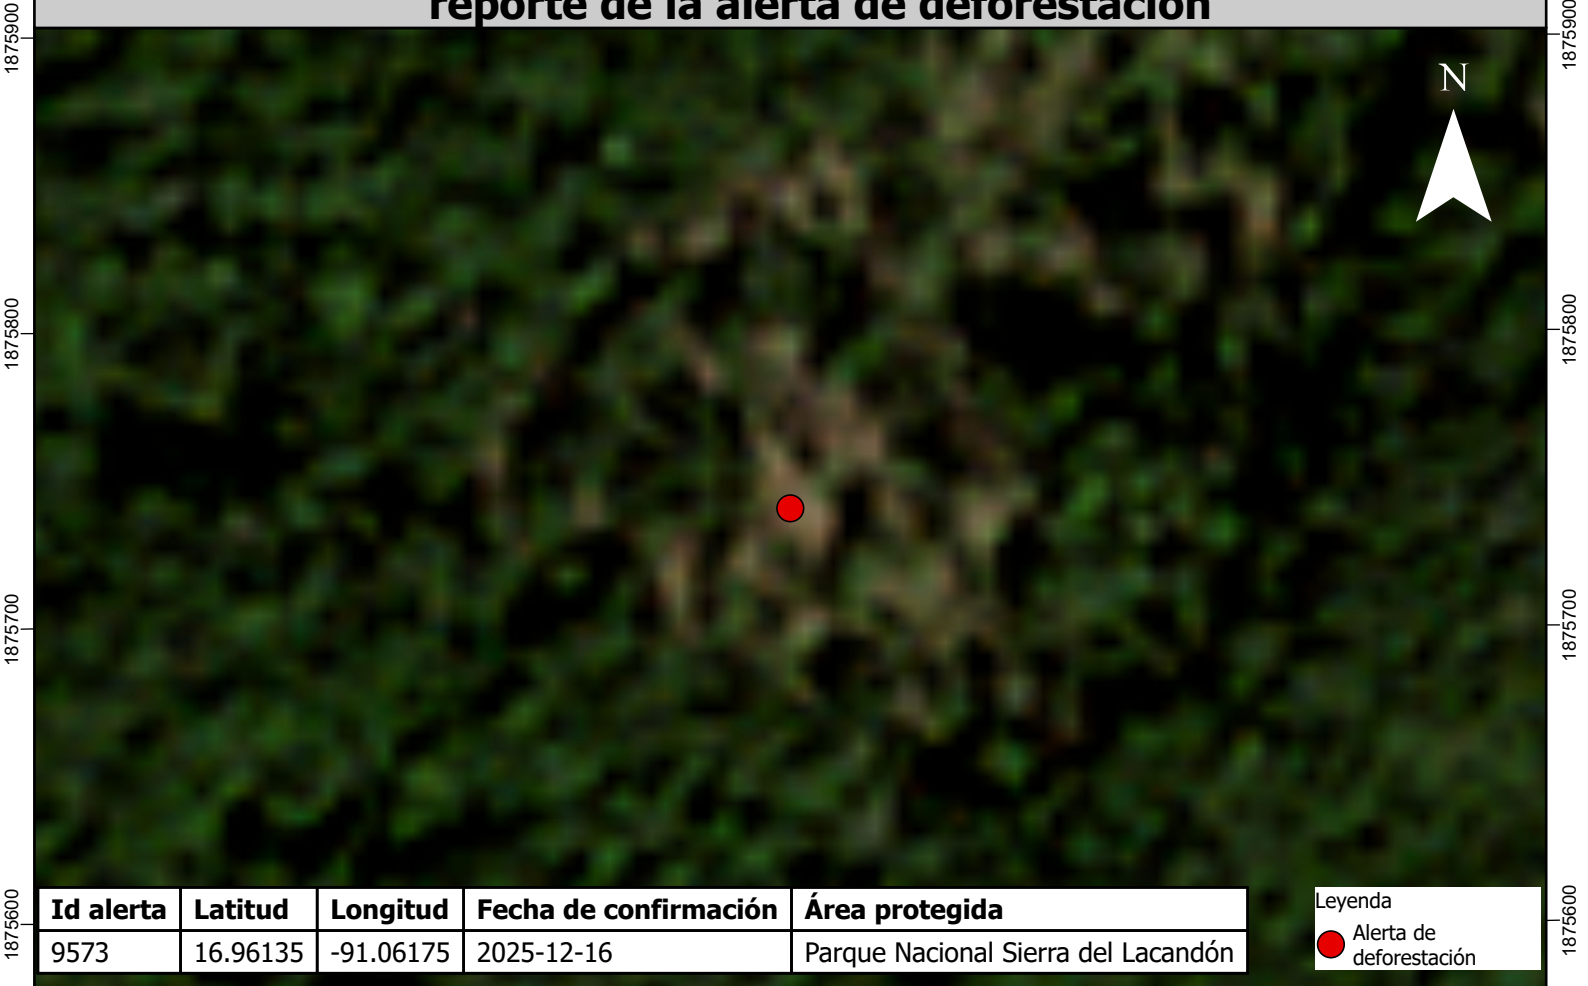 reporte de la alerta de deforestación
1875900
1875900
N
1875800
1875800
1875700
1875700
1875600
1875600
Id alerta Latitud Longitud Fecha de confirmación Área protegida
9573 16.96135 -91.06175 2025-12-16 Parque Nacional Sierra del Lacandón
Leyenda
Alerta de
deforestación